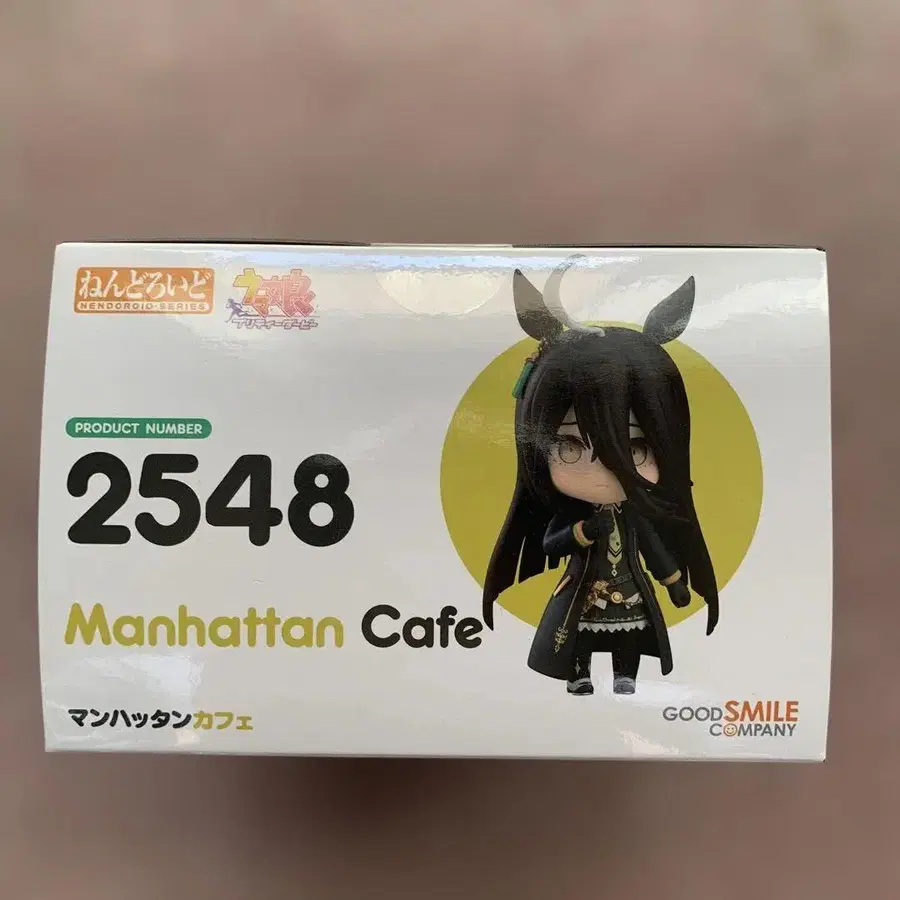 ねんどろいど
NENDOROID·SERIES
ウマ娘
プリティーダービー
PRODUCT NUMBER
2548
Manhattan Cafe
マンハッタンカフェ
GOOD SMILE
COMPANY